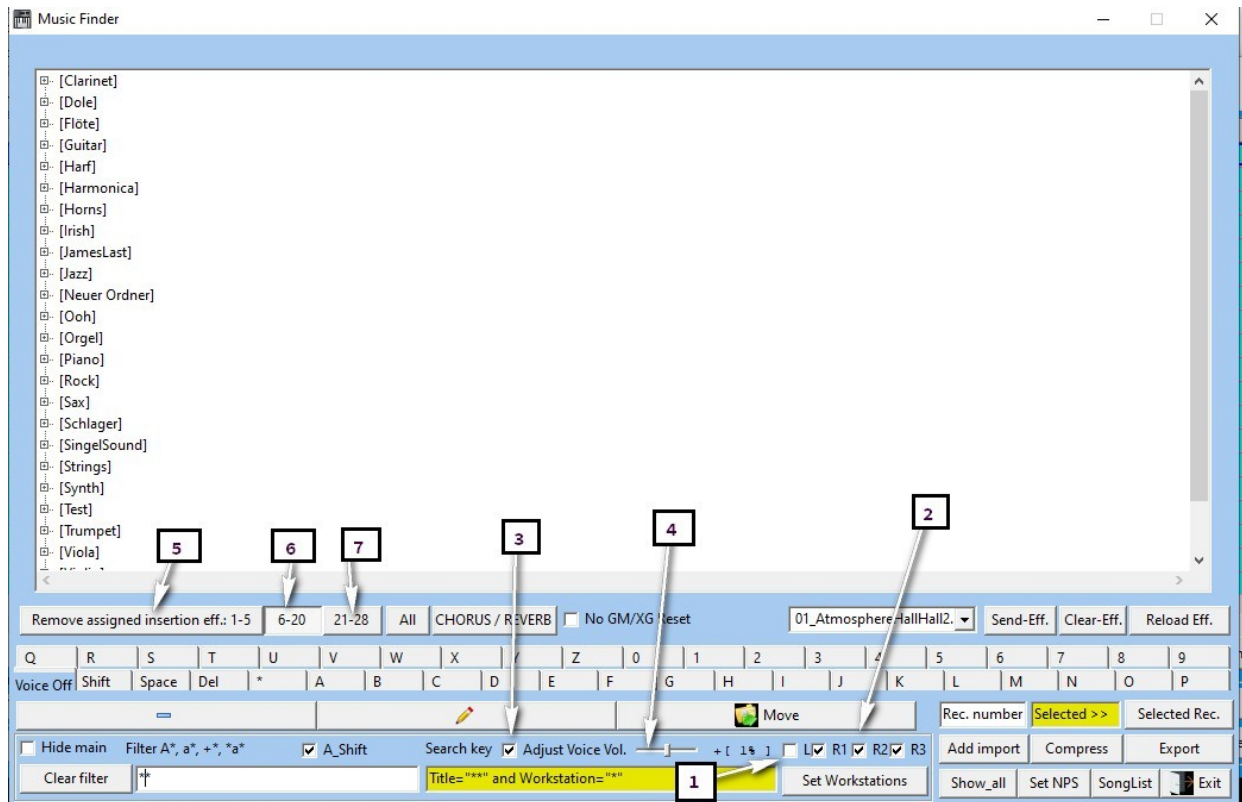 Music Finder
[Clarinet]
[Dole]
[Flöte]
[Guitar]
[Harf]
[Harmonica]
[Horns]
[Irish]
[JamesLast]
[Jazz]
[Neuer Ordner]
[Ooh]
[Orgel]
[Piano]
[Rock]
[Sax]
[Schlager]
[SingelSound]
[Strings]
[Synth]
[Test]
[Trumpet]
[Viola]
5 6 7 3 4 2
Remove assigned insertion eff.: 1-5 6-20 21-28 All CHORUS / REVERB No GM/XG Reset 01_AtmosphereHallHall2. Send-Eff. Clear-Eff. Reload Eff.
Q R S T U V W X Y Z 0 1 2 3 4 5 6 7 8 9
Voice Off Shift Space Del * A B C D E F G H I J K L M N O P
Move Rec. number Selected >> Selected Rec.
Hide main Filter A*, a*, +*, *a* A_Shift Search key Adjust Voice Vol. +[ 1% ] L R1 R2 R3 Add import Compress Export
Clear filter ** Title="**" and Workstation="*" 1 Set Workstations Show_all Set NPS SongList Exit